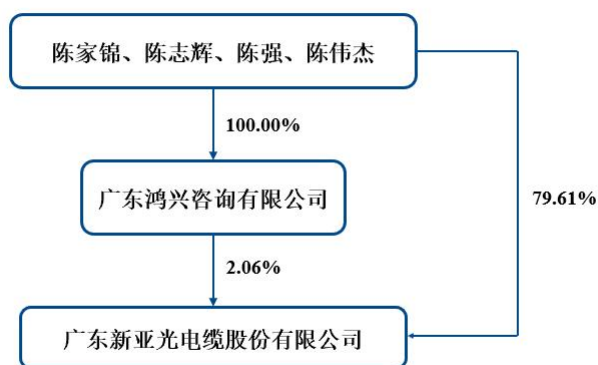 陈家锦、陈志辉、陈强、陈伟杰
100.00%
广东鸿兴咨询有限公司
79.61%
2.06%
广东新亚光电缆股份有限公司